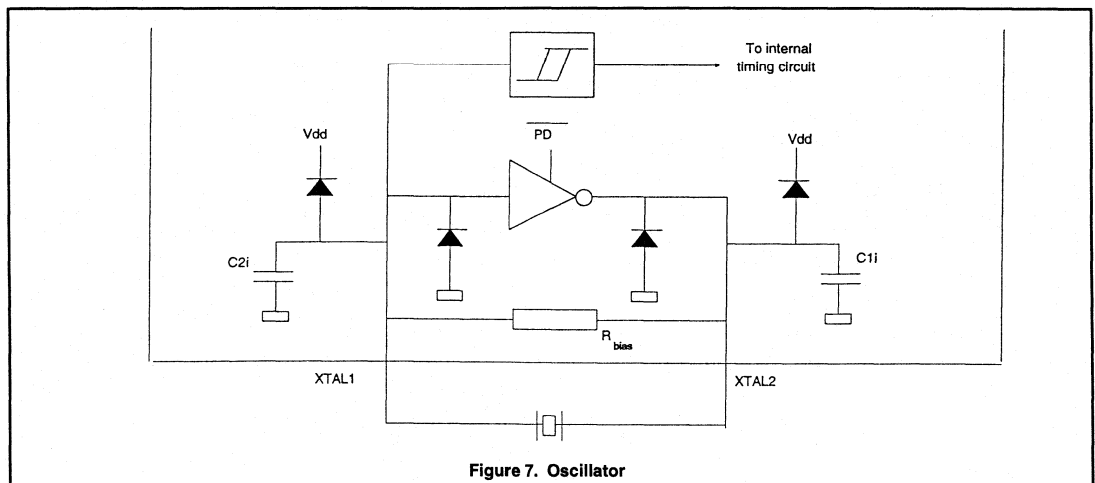 To internal
timing circuit
PD
Vdd
Vdd
C2i
C1i
R bias
XTAL1
XTAL2
Figure 7. Oscillator